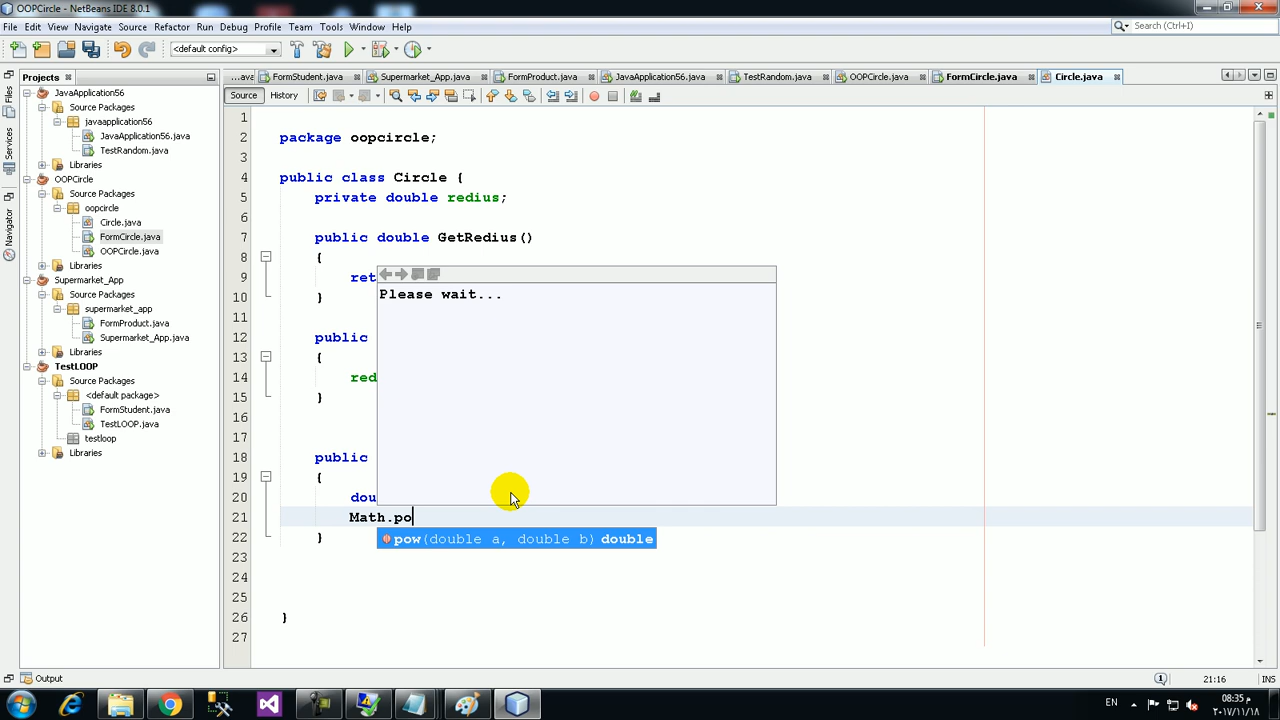 OOPCircle - NetBeans IDE 8.0.1
File Edit View Navigate Source Refactor Run Debug Profile Team Tools Window Help
Search (Ctrl+I)
<default config>
Projects
...ava
FormStudent.java
Supermarket_App.java
FormProduct.java
JavaApplication56.java
TestRandom.java
OOPCircle.java
FormCircle.java
Circle.java
Source History
Files
Services
Navigator
JavaApplication56
Source Packages
javaapplication56
JavaApplication56.java
TestRandom.java
Libraries
OOPCircle
Source Packages
oopcircle
Circle.java
FormCircle.java
OOPCircle.java
Libraries
Supermarket_App
Source Packages
supermarket_app
FormProduct.java
Supermarket_App.java
Libraries
TestLOOP
Source Packages
<default package>
FormStudent.java
TestLOOP.java
testloop
Libraries
1
2 package oopcircle;
3
4 public class Circle {
5 private double redius;
6
7 public double GetRedius()
8 {
9 ret
10 }
11
12 public
13 {
14 red
15 }
16
17
18 public
19 {
20 dou
21 Math.po
22 }
23
24
25
26 }
27
Please wait...
pow(double a, double b) double
Output
21:16 INS
EN
08:35 م
٢٠١٧/١١/١٨